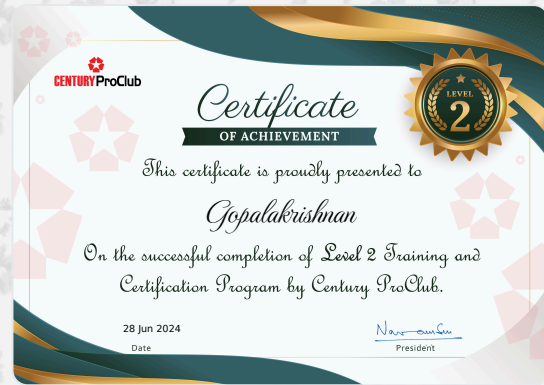 CENTURY ProClub
LEVEL
2
Certificate
OF ACHIEVEMENT
This certificate is proudly presented to
Gopalakrishnan
On the successful completion of Level 2 Training and
Certification Program by Century ProClub.
28 Jun 2024
Date
President